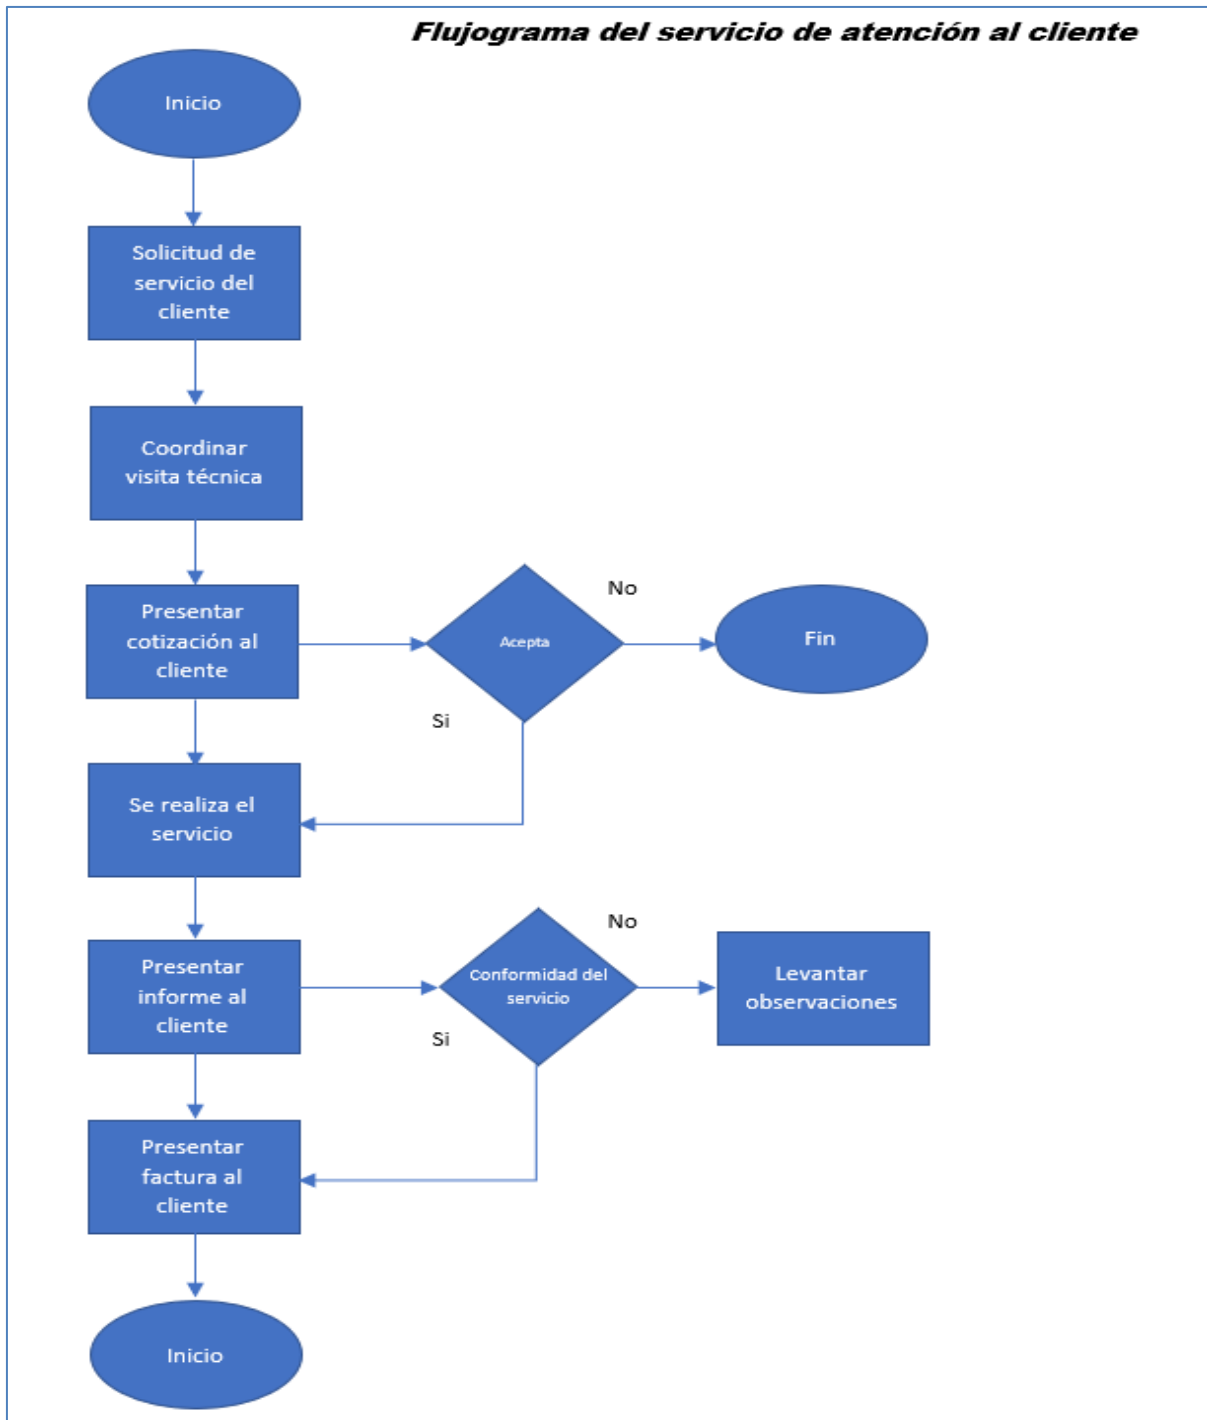 Flujograma del servicio de atención al cliente
Inicio
Solicitud de
servicio del
cliente
Coordinar
visita técnica
Presentar
cotización al
cliente
Acepta
No
Fin
Si
Se realiza el
servicio
Presentar
informe al
cliente
Conformidad del
servicio
No
Levantar
observaciones
Si
Presentar
factura al
cliente
Inicio